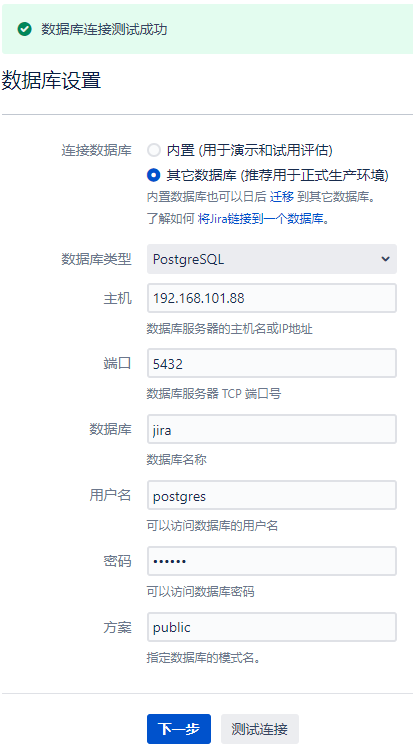 数据库连接测试成功
数据库设置
连接数据库
内置 (用于演示和试用评估)
其它数据库 (推荐用于正式生产环境)
内置数据库也可以日后 迁移 到其它数据库。
了解如何 将Jira链接到一个数据库。
数据库类型
PostgreSQL
主机
192.168.101.88
数据库服务器的主机名或IP地址
端口
5432
数据库服务器 TCP 端口号
数据库
jira
数据库名称
用户名
postgres
可以访问数据库的用户名
密码
••••••
可以访问数据库密码
方案
public
指定数据库的模式名。
下一步 测试连接